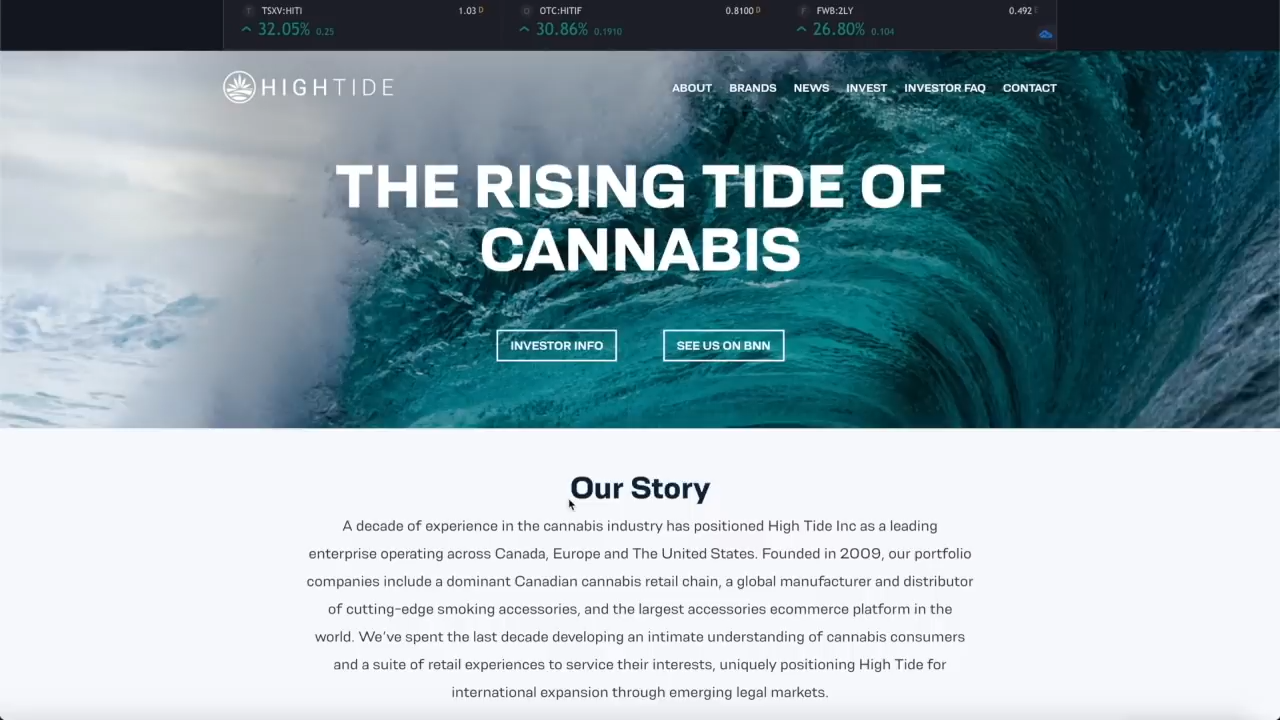 TSXV:HITI 1.03 D
32.05% 0.25
OTC:HITIF 0.8100 D
30.86% 0.1910
FWB:2LY 0.492 E
26.80% 0.104
HIGHTIDE
ABOUT BRANDS NEWS INVEST INVESTOR FAQ CONTACT
THE RISING TIDE OF
CANNABIS
INVESTOR INFO SEE US ON BNN
Our Story
A decade of experience in the cannabis industry has positioned High Tide Inc as a leading
enterprise operating across Canada, Europe and The United States. Founded in 2009, our portfolio
companies include a dominant Canadian cannabis retail chain, a global manufacturer and distributor
of cutting-edge smoking accessories, and the largest accessories ecommerce platform in the
world. We've spent the last decade developing an intimate understanding of cannabis consumers
and a suite of retail experiences to service their interests, uniquely positioning High Tide for
international expansion through emerging legal markets.